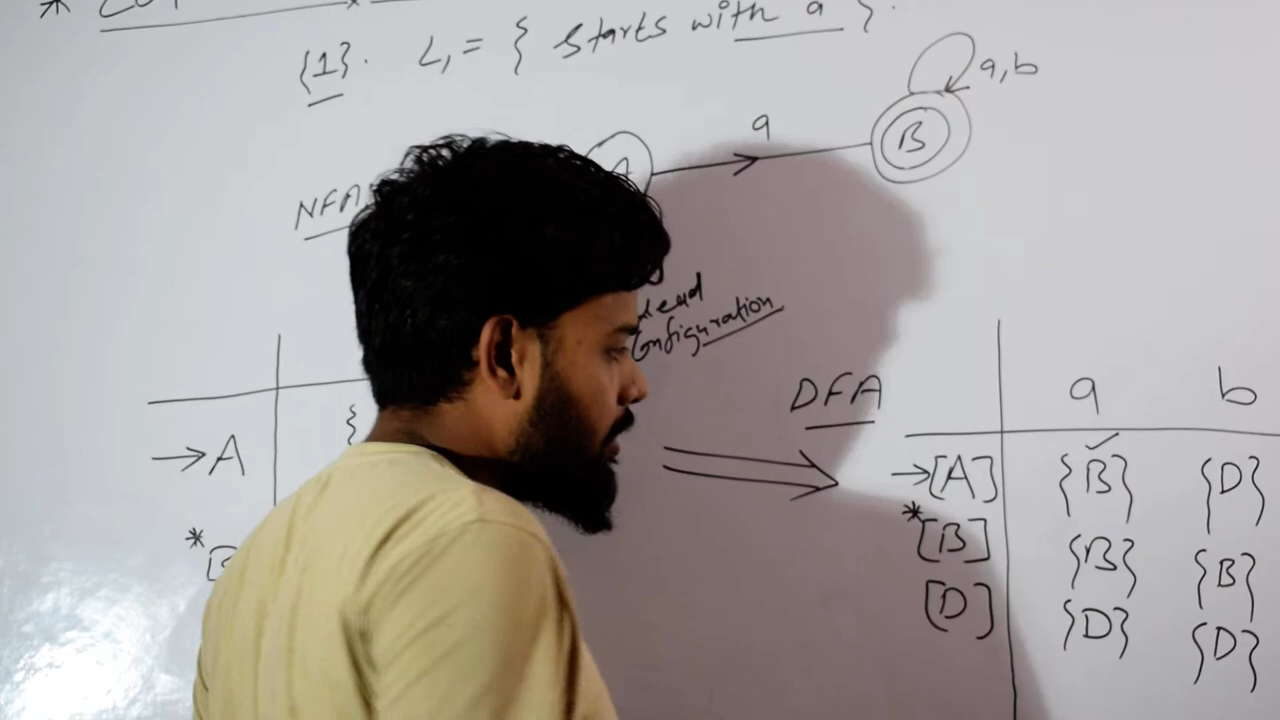 {1}. L₁ = { starts with a }.
a,b
a
A
B
NFA
Dead
Configuration
DFA
a b
→A {
→[A] {B} {D}
*[B
*[B] {B} {B}
[D] {D} {D}